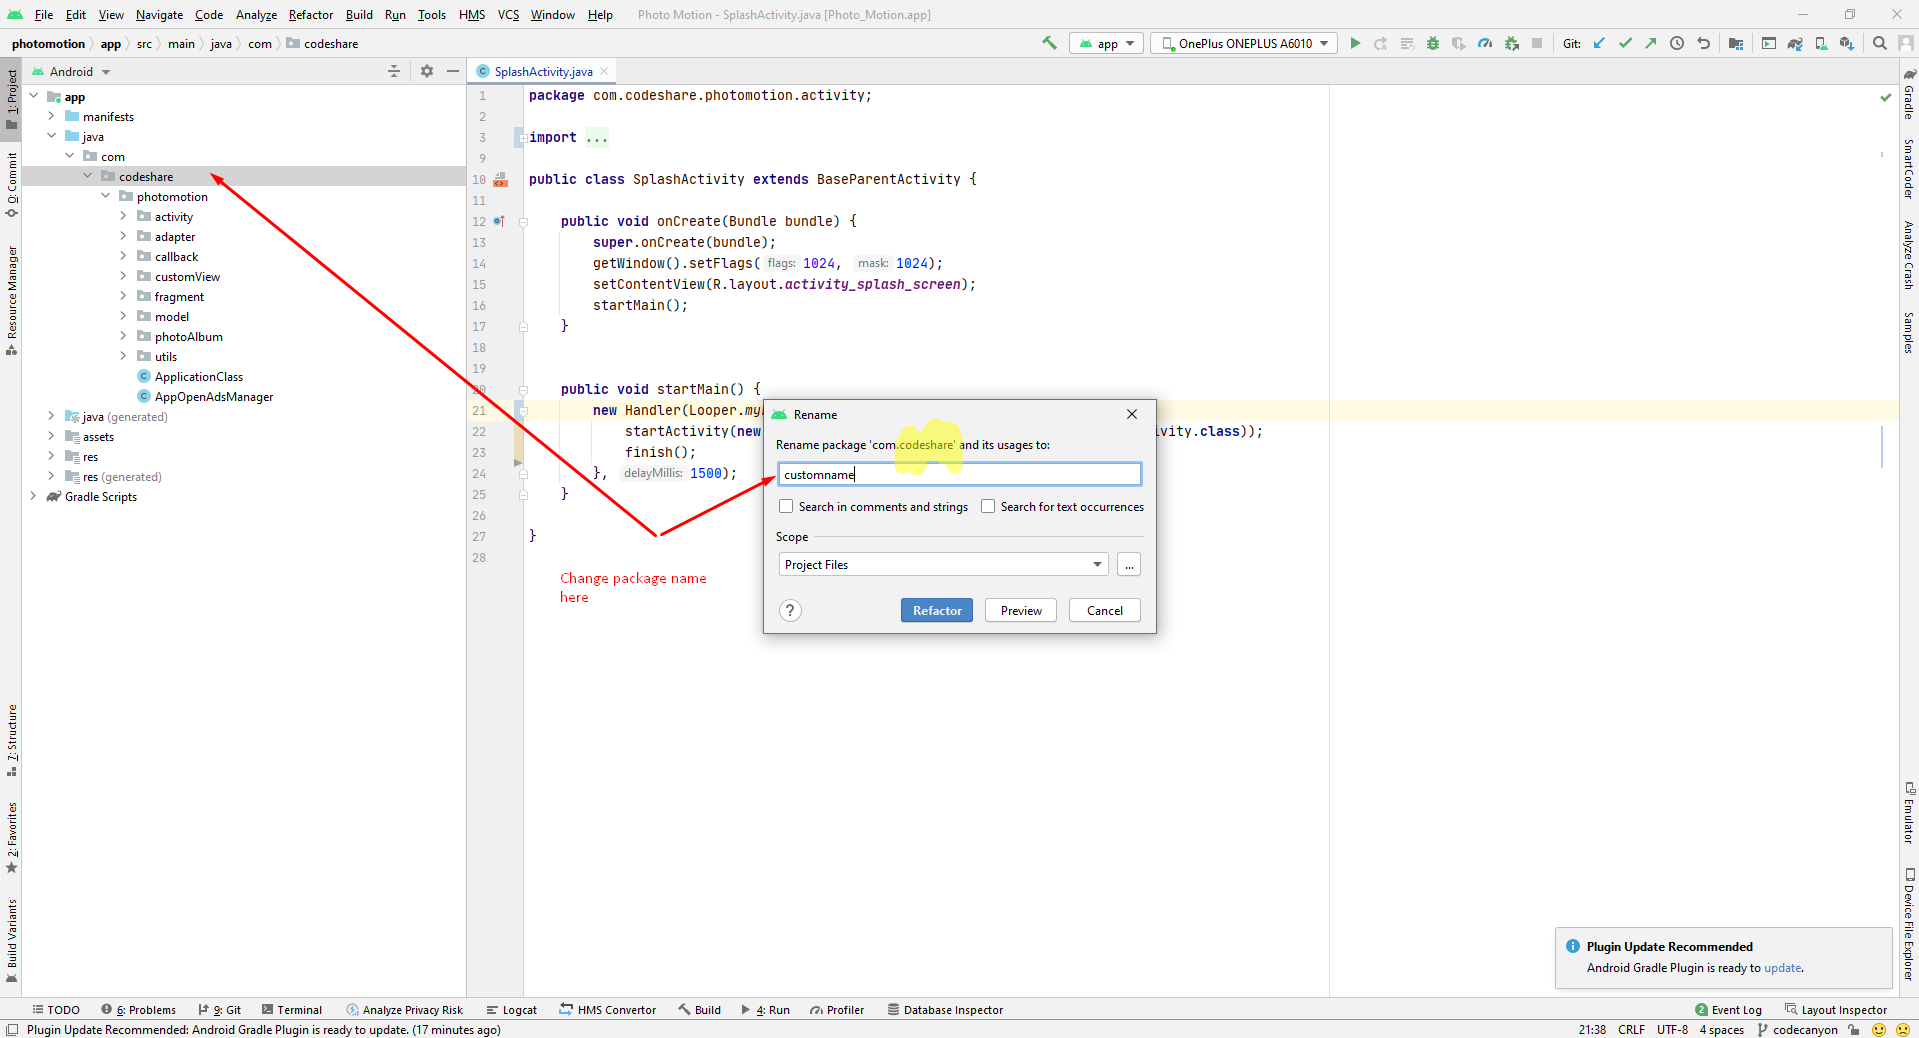 File Edit View Navigate Code Analyze Refactor Build Run Tools HMS VCS Window Help Photo Motion - SplashActivity.java [Photo_Motion.app]
photomotion app src main java com codeshare app OnePlus ONEPLUS A6010 Git:
Android SplashActivity.java
1: Project
0: Commit
Resource Manager
7: Structure
2: Favorites
Build Variants
app
manifests
java
com
codeshare
photomotion
activity
adapter
callback
customView
fragment
model
photoAlbum
utils
ApplicationClass
AppOpenAdsManager
java (generated)
assets
res
res (generated)
Gradle Scripts
1 package com.codeshare.photomotion.activity;
2
3 import ...
9
10 public class SplashActivity extends BaseParentActivity {
11
12 public void onCreate(Bundle bundle) {
13 super.onCreate(bundle);
14 getWindow().setFlags( flags: 1024, mask: 1024);
15 setContentView(R.layout.activity_splash_screen);
16 startMain();
17 }
18
19
20 public void startMain() {
21 new Handler(Looper.my
22 startActivity(new ivity.class));
23 finish();
24 }, delayMillis: 1500);
25 }
26
27 }
28
Change package name
here
Rename
Rename package 'com.codeshare' and its usages to:
customname
Search in comments and strings Search for text occurrences
Scope
Project Files ...
? Refactor Preview Cancel
Gradle
SmartCoder
Analyze Crash
Samples
Emulator
Device File Explorer
Plugin Update Recommended
Android Gradle Plugin is ready to update.
TODO 6: Problems 9: Git Terminal Analyze Privacy Risk Logcat HMS Convertor Build 4: Run Profiler Database Inspector 2 Event Log Layout Inspector
Plugin Update Recommended: Android Gradle Plugin is ready to update. (17 minutes ago) 21:38 CRLF UTF-8 4 spaces codecanyon